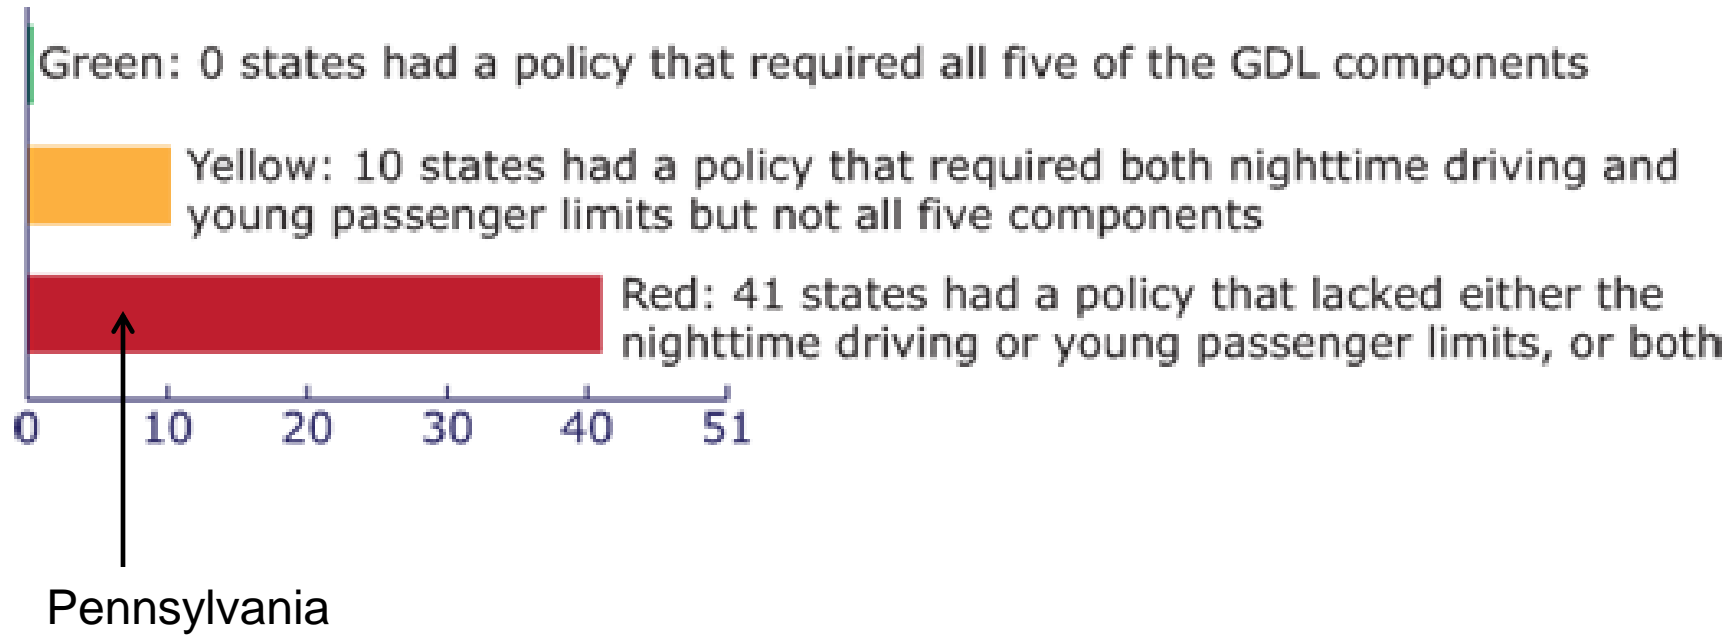 Green: 0 states had a policy that required all five of the GDL components
Yellow: 10 states had a policy that required both nighttime driving and
young passenger limits but not all five components
Red: 41 states had a policy that lacked either the
nighttime driving or young passenger limits, or both
0 10 20 30 40 51
Pennsylvania